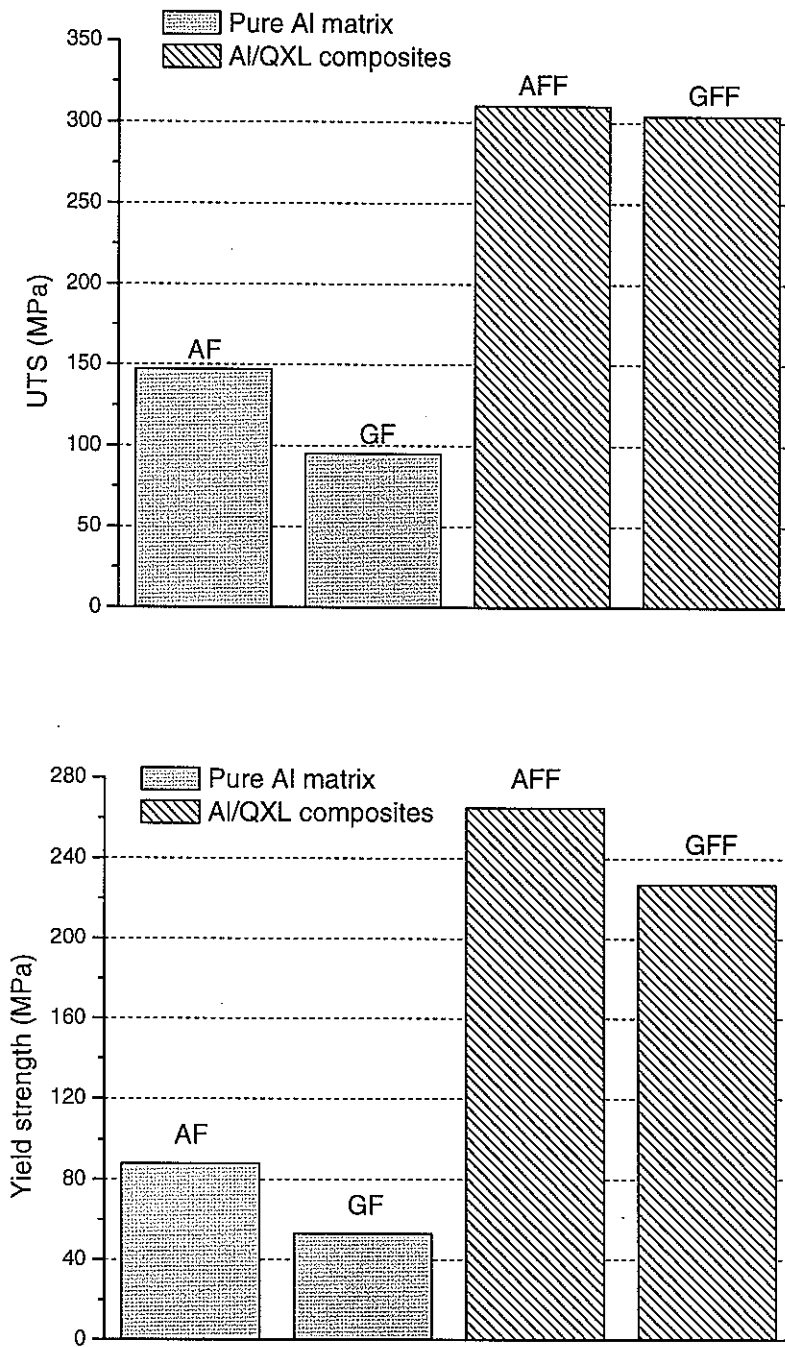 Pure Al matrix
Al/QXL composites
350
300
250
200
150
100
50
0
UTS (MPa)
AF
GF
AFF
GFF
Pure Al matrix
Al/QXL composites
280
240
200
160
120
80
40
0
Yield strength (MPa)
AF
GF
AFF
GFF